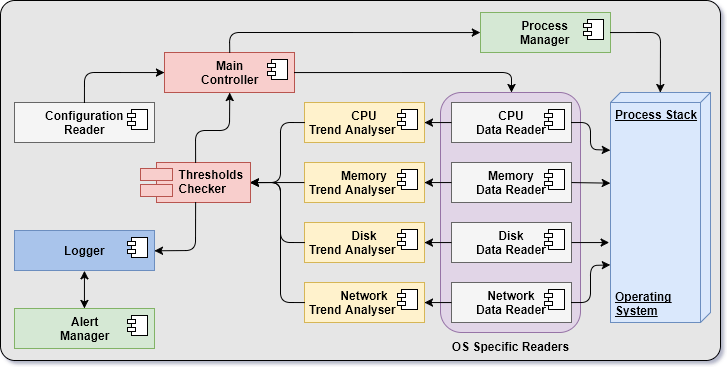 Process
Manager
Main
Controller
Configuration
Reader
CPU
Trend Analyser
CPU
Data Reader
Process Stack
Thresholds
Checker
Memory
Trend Analyser
Memory
Data Reader
Logger
Disk
Trend Analyser
Disk
Data Reader
Alert
Manager
Network
Trend Analyser
Network
Data Reader
Operating
System
OS Specific Readers